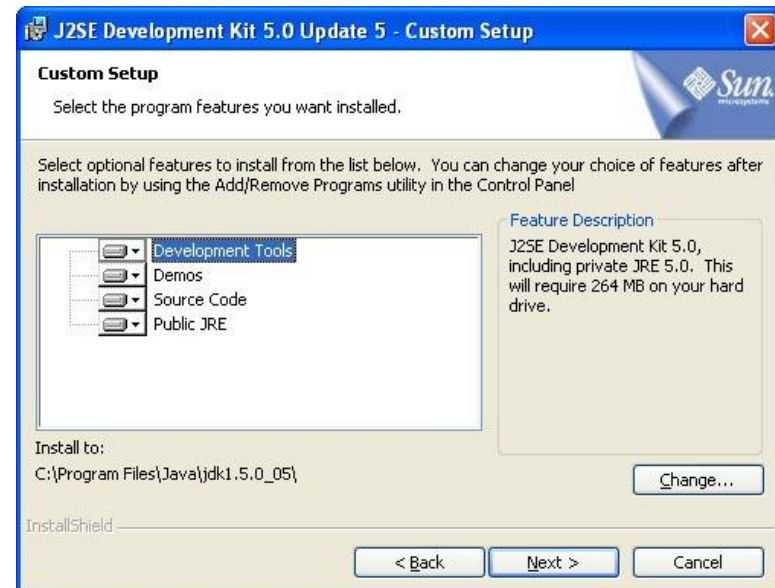 J2SE Development Kit 5.0 Update 5 - Custom Setup
Custom Setup
Select the program features you want installed.
Sun
microsystems
Select optional features to install from the list below. You can change your choice of features after
installation by using the Add/Remove Programs utility in the Control Panel
Development Tools
Demos
Source Code
Public JRE
Feature Description
J2SE Development Kit 5.0,
including private JRE 5.0. This
will require 264 MB on your hard
drive.
Install to:
C:\Program Files\Java\jdk1.5.0_05\
Change...
InstallShield
< Back
Next >
Cancel